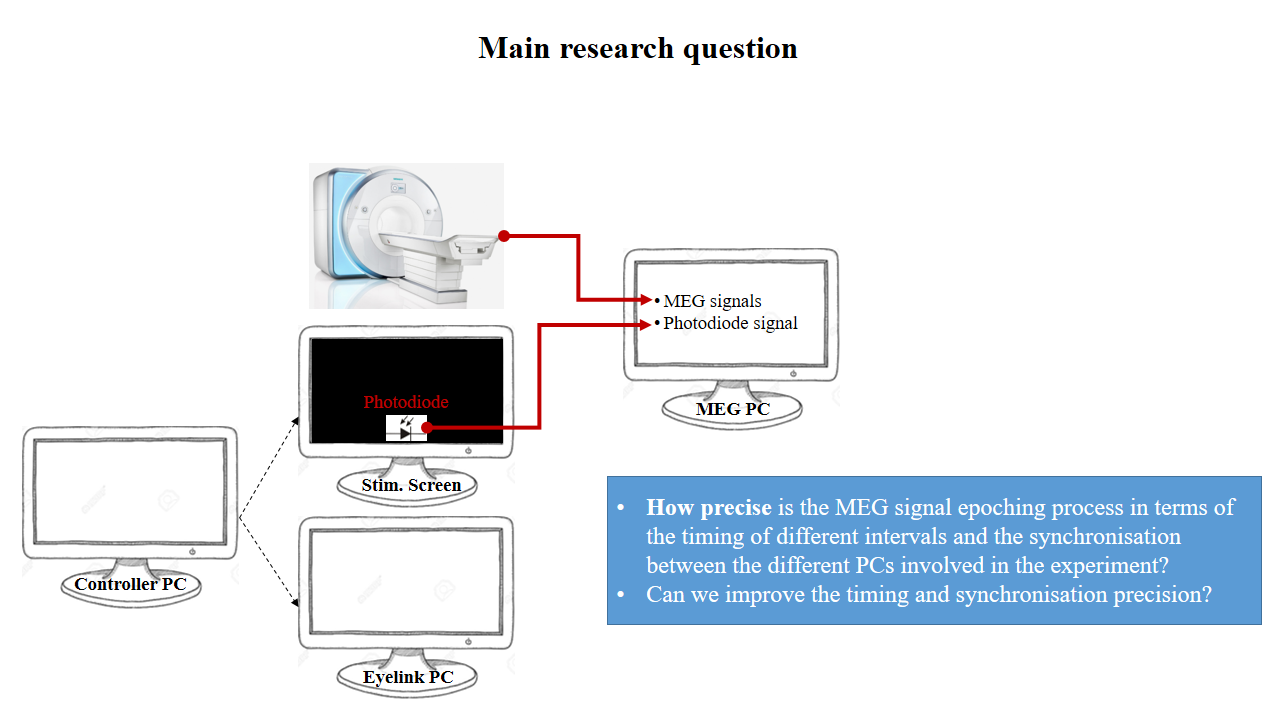 Main research question
• MEG signals
• Photodiode signal
Photodiode
MEG PC
Stim. Screen
Controller PC
Eyelink PC
• How precise is the MEG signal epoching process in terms of
the timing of different intervals and the synchronisation
between the different PCs involved in the experiment?
• Can we improve the timing and synchronisation precision?